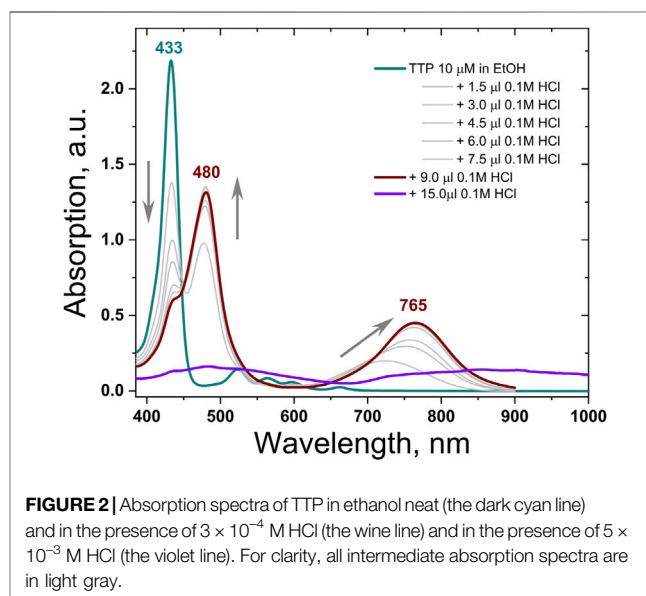 433
480
765
TTP 10 μM in EtOH
+ 1.5 μl 0.1M HCl
+ 3.0 μl 0.1M HCl
+ 4.5 μl 0.1M HCl
+ 6.0 μl 0.1M HCl
+ 7.5 μl 0.1M HCl
+ 9.0 μl 0.1M HCl
+ 15.0μl 0.1M HCl
Absorption, a.u.
2.0
1.5
1.0
0.5
0.0
400 500 600 700 800 900 1000
Wavelength, nm
FIGURE 2 | Absorption spectra of TTP in ethanol neat (the dark cyan line)
and in the presence of 3 × 10⁻⁴ M HCl (the wine line) and in the presence of 5 ×
10⁻³ M HCl (the violet line). For clarity, all intermediate absorption spectra are
in light gray.